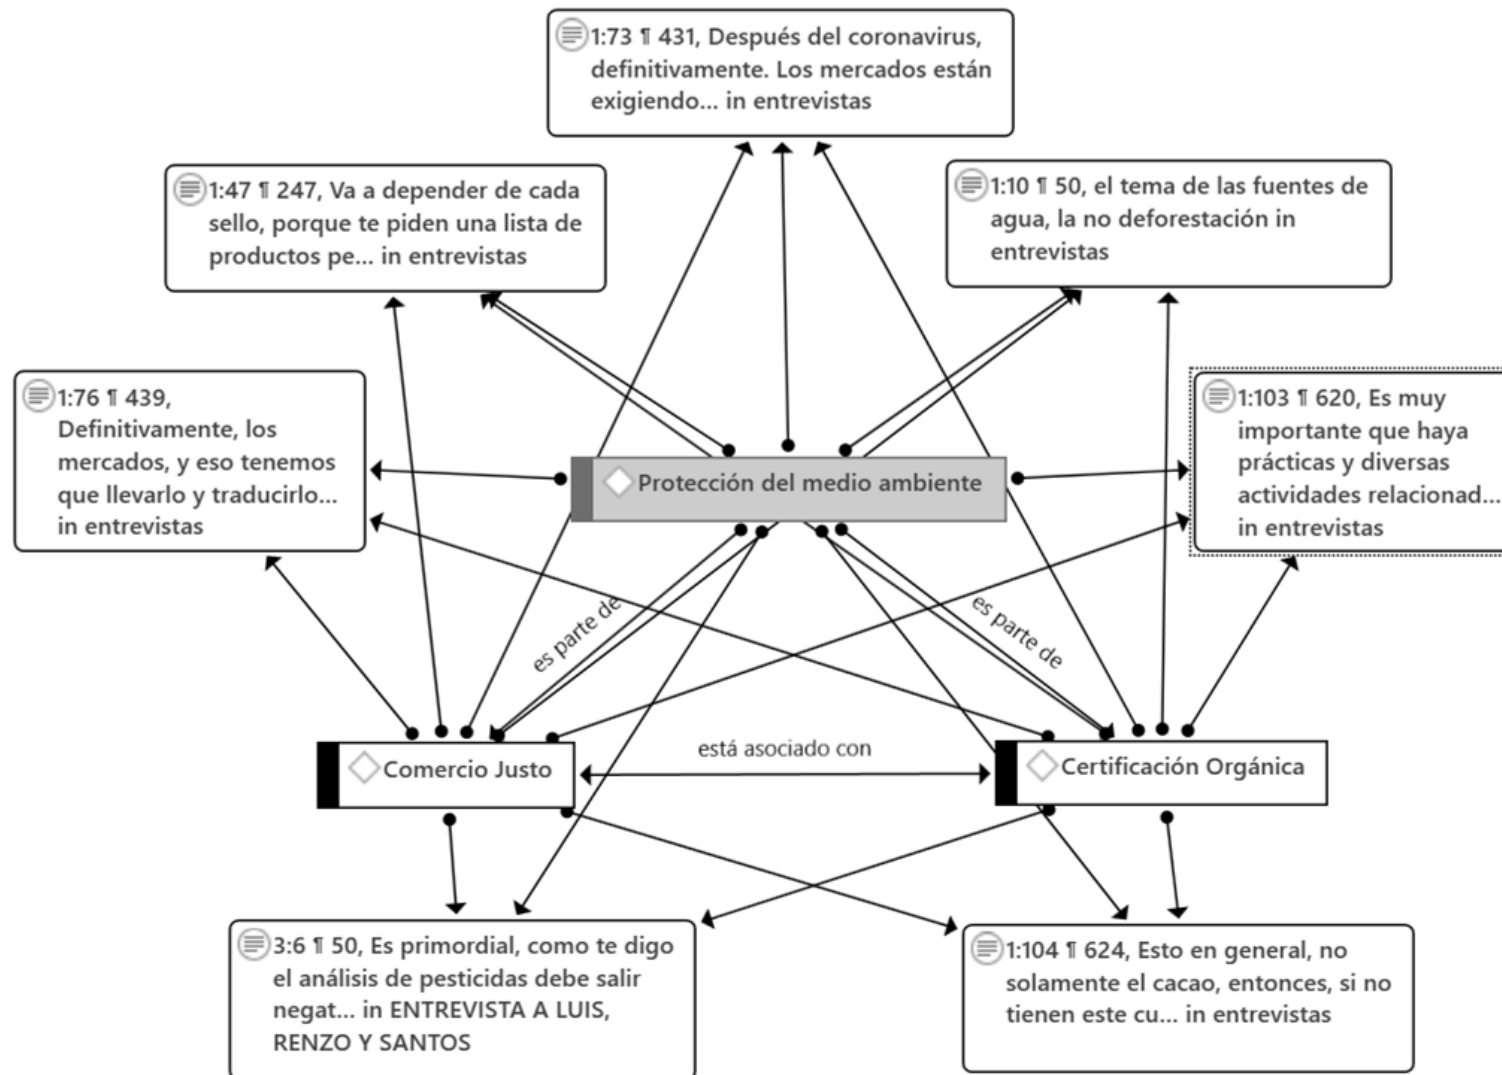 1:73 ¶ 431, Después del coronavirus,
definitivamente. Los mercados están
exigiendo... in entrevistas
1:47 ¶ 247, Va a depender de cada
sello, porque te piden una lista de
productos pe... in entrevistas
1:10 ¶ 50, el tema de las fuentes de
agua, la no deforestación in
entrevistas
1:76 ¶ 439,
Definitivamente, los
mercados, y eso tenemos
que llevarlo y traducirlo...
in entrevistas
1:103 ¶ 620, Es muy
importante que haya
prácticas y diversas
actividades relacionad...
in entrevistas
Protección del medio ambiente
es parte de
es parte de
está asociado con
Comercio Justo
Certificación Orgánica
3:6 ¶ 50, Es primordial, como te digo
el análisis de pesticidas debe salir
negat... in ENTREVISTA A LUIS,
RENZO Y SANTOS
1:104 ¶ 624, Esto en general, no
solamente el cacao, entonces, si no
tienen este cu... in entrevistas